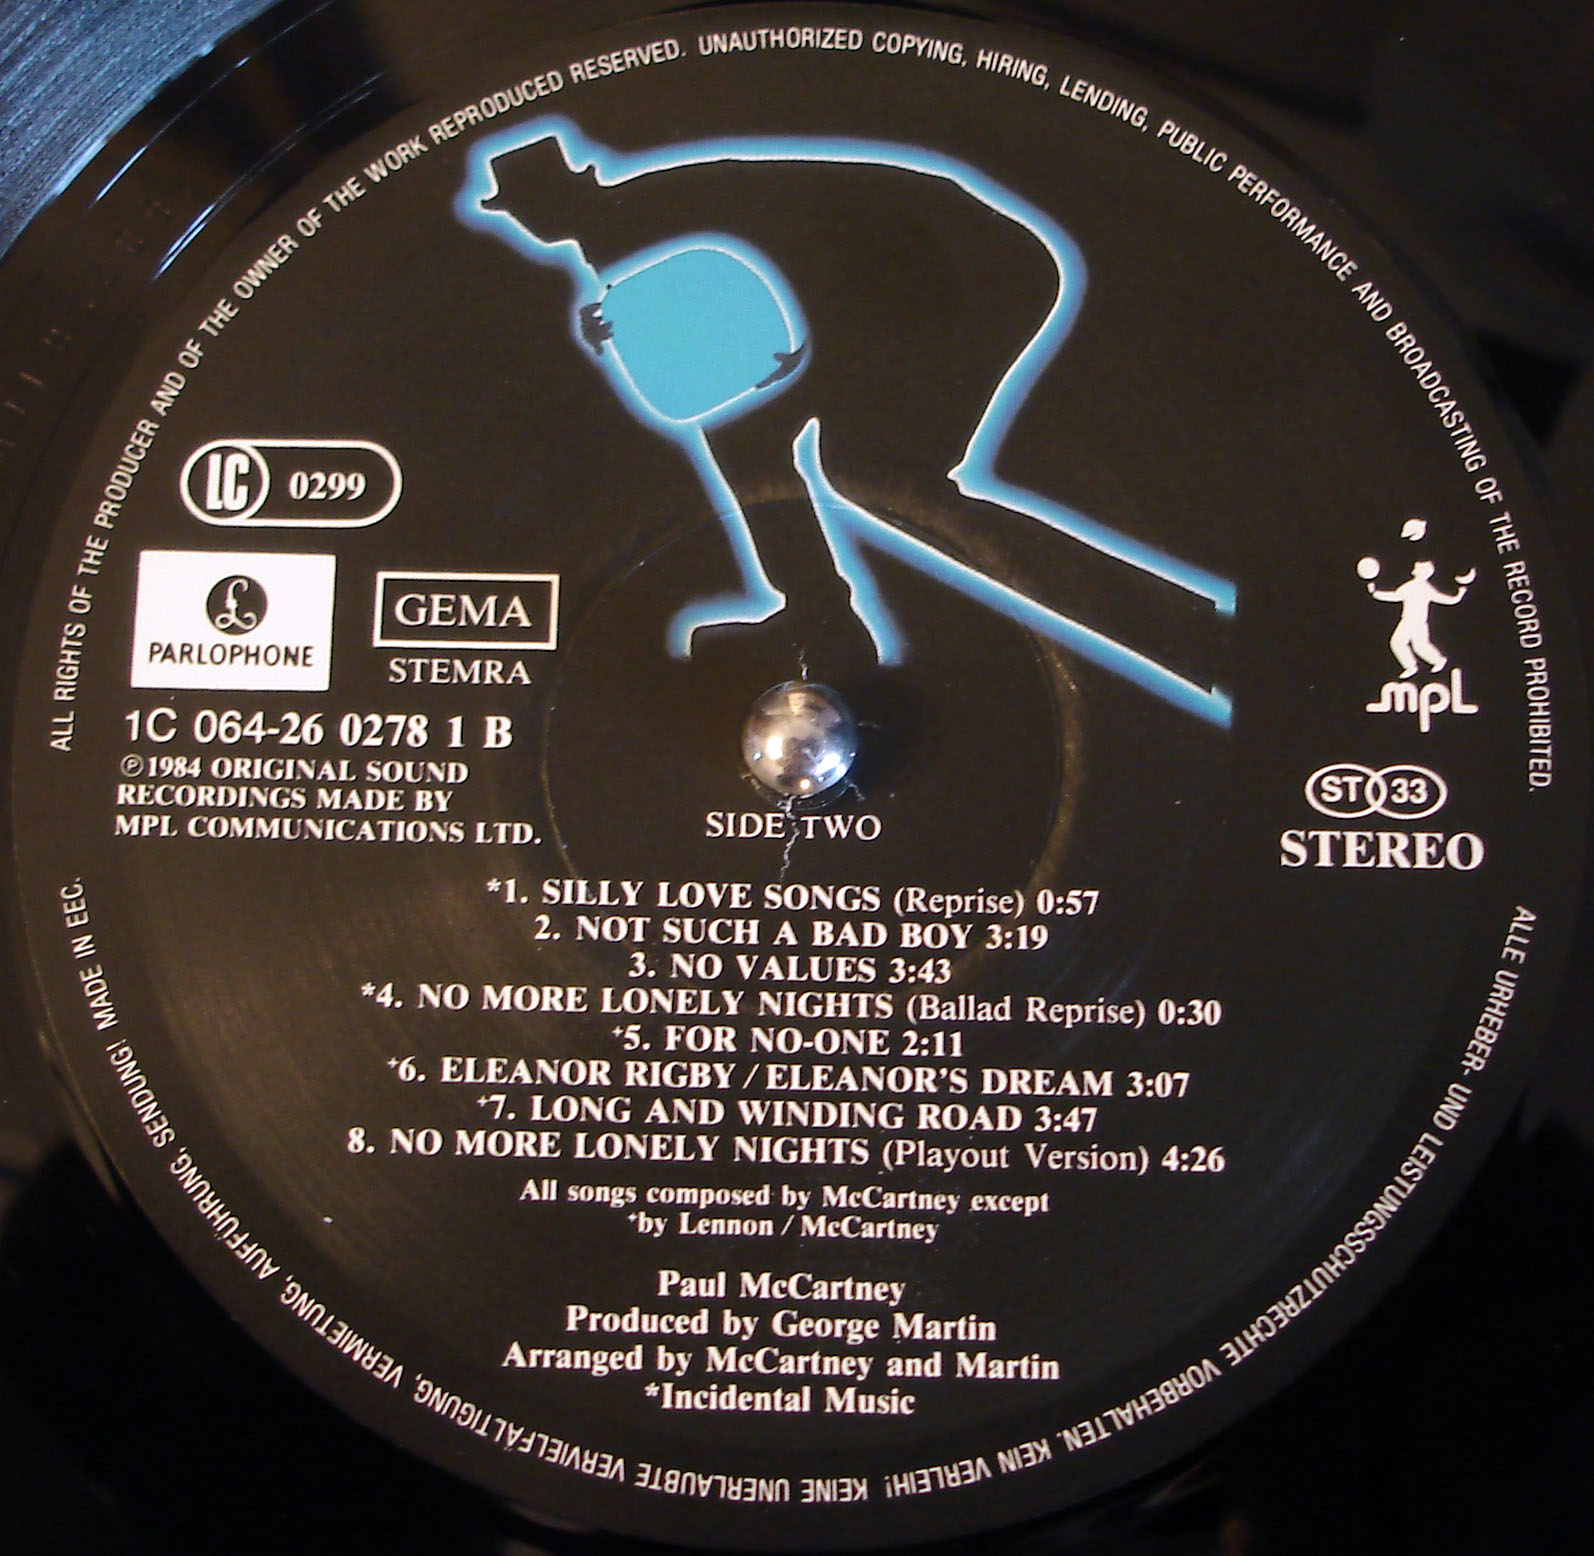 ALL RIGHTS OF THE PRODUCER AND OF THE OWNER OF THE WORK REPRODUCED RESERVED. UNAUTHORIZED COPYING, HIRING, LENDING, PUBLIC PERFORMANCE AND BROADCASTING OF THE RECORD PROHIBITED.
LC 0299
£
PARLOPHONE
GEMA
STEMRA
1C 064-26 0278 1 B
℗1984 ORIGINAL SOUND
RECORDINGS MADE BY
MPL COMMUNICATIONS LTD.
mpL
ST 33
STEREO
SIDE TWO
*1. SILLY LOVE SONGS (Reprise) 0:57
2. NOT SUCH A BAD BOY 3:19
3. NO VALUES 3:43
*4. NO MORE LONELY NIGHTS (Ballad Reprise) 0:30
+5. FOR NO-ONE 2:11
+6. ELEANOR RIGBY / ELEANOR'S DREAM 3:07
+7. LONG AND WINDING ROAD 3:47
8. NO MORE LONELY NIGHTS (Playout Version) 4:26
All songs composed by McCartney except
+by Lennon / McCartney
Paul McCartney
Produced by George Martin
Arranged by McCartney and Martin
*Incidental Music
ALLE URHEBER- UND LEISTUNGSSCHUTZRECHTE VORBEHALTEN. KEIN VERLEIH! KEINE UNERLAUBTE VERVIELFÄLTIGUNG, VERMIETUNG, AUFFÜHRUNG, SENDUNG! MADE IN EEC.